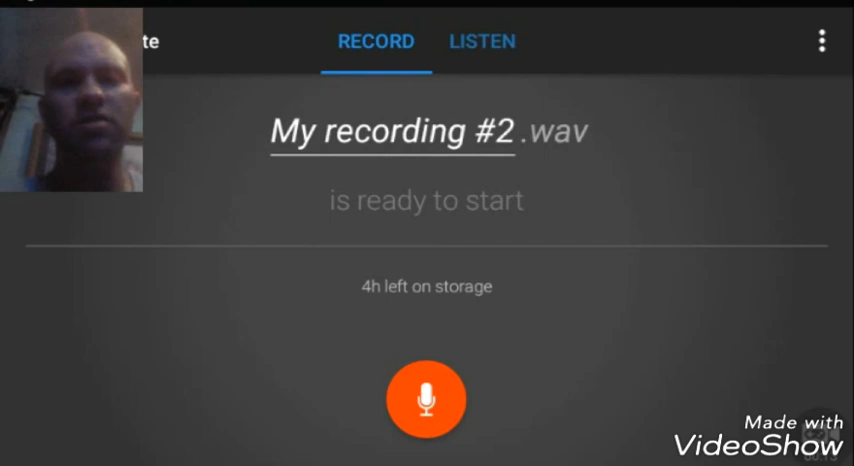 te
RECORD LISTEN
My recording #2.wav
is ready to start
4h left on storage
Made with
VideoShow